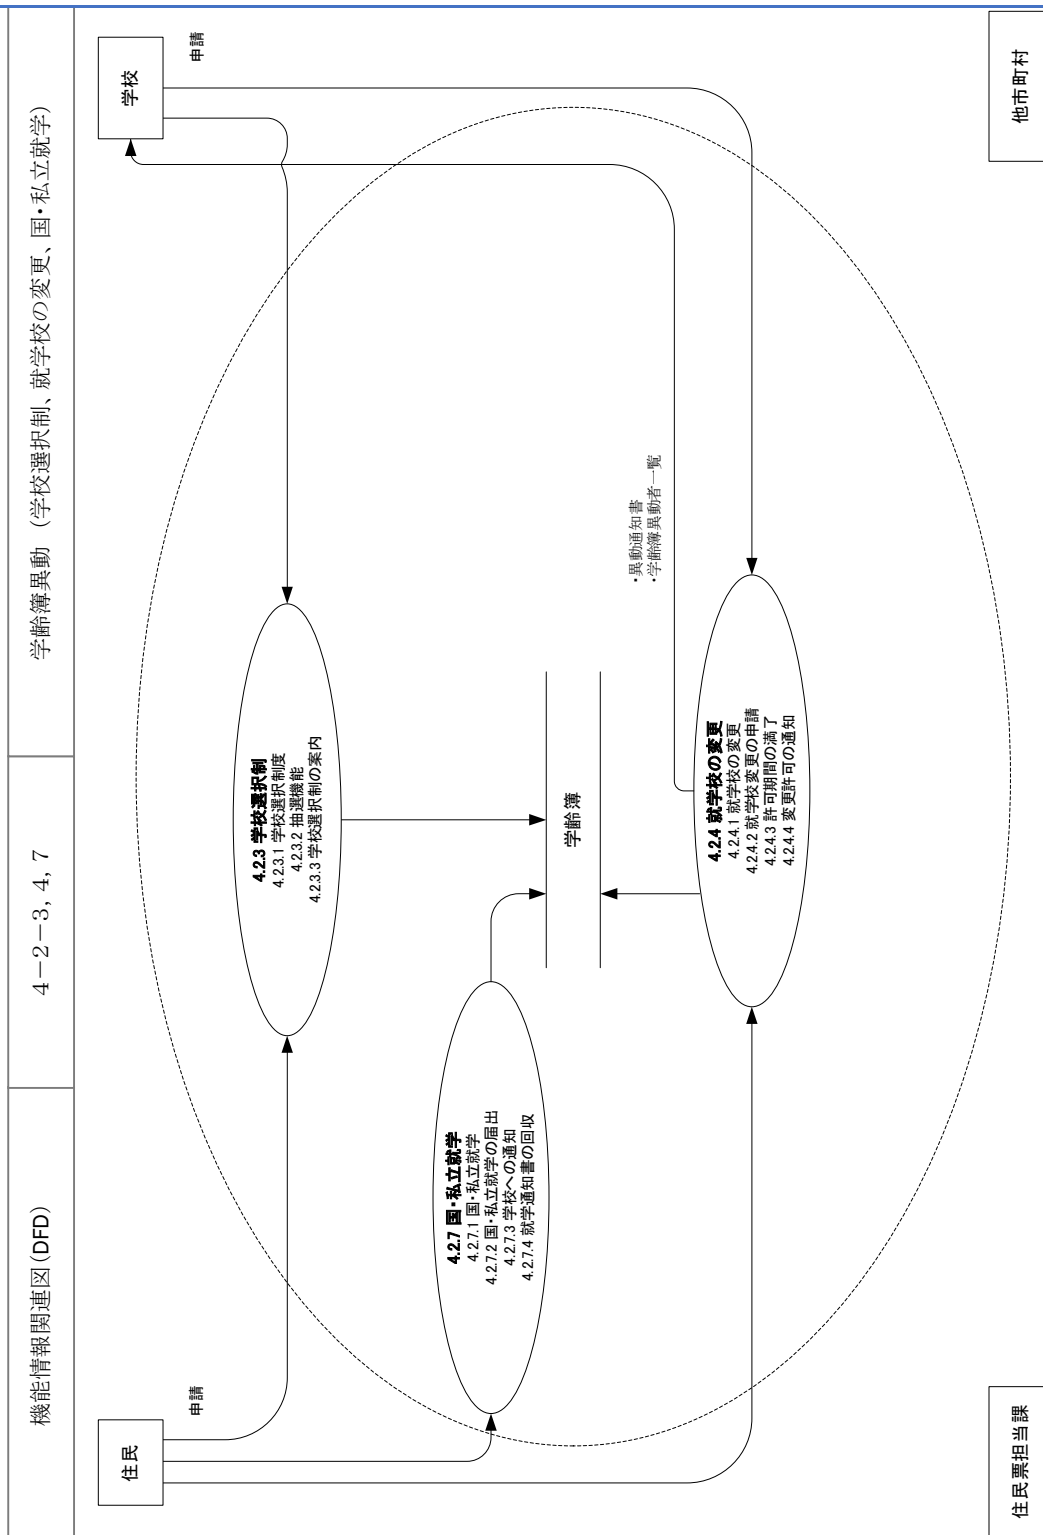 機能情報関連図(DFD)
4－2－3, 4, 7
学齢簿異動 (学校選択制、就学校の変更、国・私立就学)
住民
申請
学校
申請
4.2.3 学校選択制
4.2.3.1 学校選択制度
4.2.3.2 抽選機能
4.2.3.3 学校選択制の案内
4.2.7 国・私立就学
4.2.7.1 国・私立就学
4.2.7.2 国・私立就学の届出
4.2.7.3 学校への通知
4.2.7.4 就学通知書の回収
学齢簿
・異動通知書
・学齢簿異動者一覧
4.2.4 就学校の変更
4.2.4.1 就学校の変更
4.2.4.2 就学校変更の申請
4.2.4.3 許可期間の満了
4.2.4.4 変更許可の通知
住民票担当課
他市町村